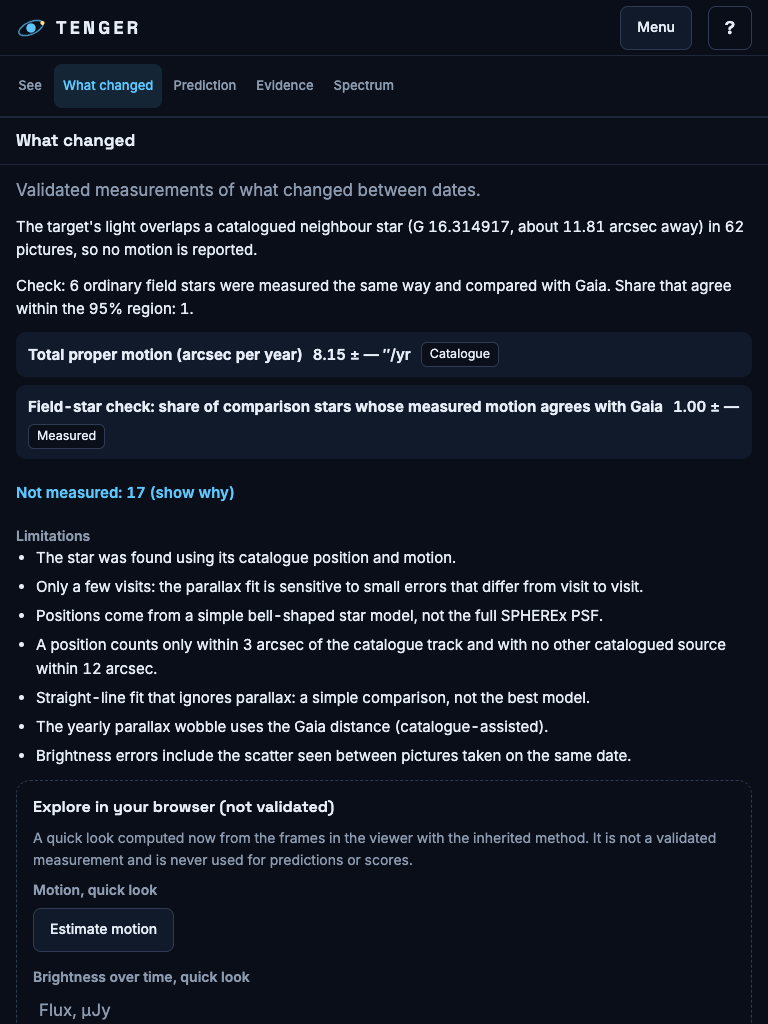 TENGER
Menu
?
See
What changed
Prediction
Evidence
Spectrum
What changed
Validated measurements of what changed between dates.
The target's light overlaps a catalogued neighbour star (G 16.314917, about 11.81 arcsec away) in 62
pictures, so no motion is reported.
Check: 6 ordinary field stars were measured the same way and compared with Gaia. Share that agree
within the 95% region: 1.
Total proper motion (arcsec per year) 8.15 ± — ″/yr Catalogue
Field-star check: share of comparison stars whose measured motion agrees with Gaia 1.00 ± —
Measured
Not measured: 17 (show why)
Limitations
• The star was found using its catalogue position and motion.
• Only a few visits: the parallax fit is sensitive to small errors that differ from visit to visit.
• Positions come from a simple bell-shaped star model, not the full SPHEREx PSF.
• A position counts only within 3 arcsec of the catalogue track and with no other catalogued source
within 12 arcsec.
• Straight-line fit that ignores parallax: a simple comparison, not the best model.
• The yearly parallax wobble uses the Gaia distance (catalogue-assisted).
• Brightness errors include the scatter seen between pictures taken on the same date.
Explore in your browser (not validated)
A quick look computed now from the frames in the viewer with the inherited method. It is not a validated
measurement and is never used for predictions or scores.
Motion, quick look
Estimate motion
Brightness over time, quick look
Flux, µJy